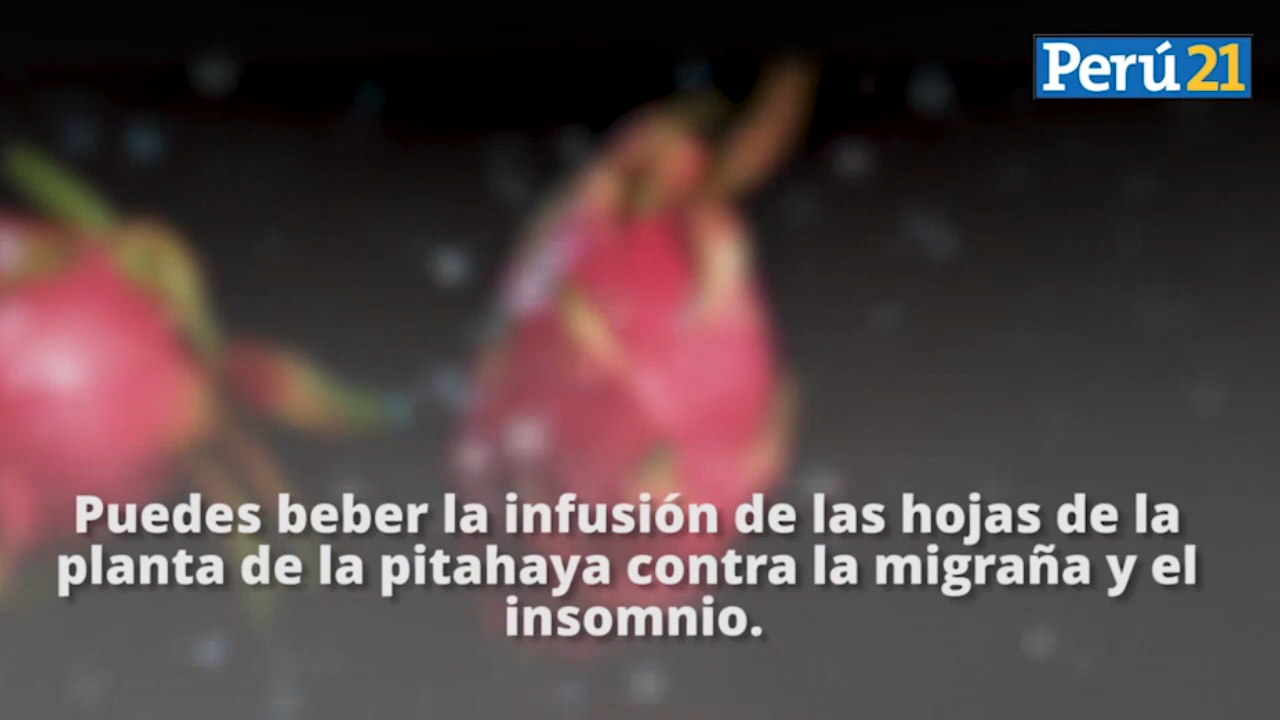 Perú21
Puedes beber la infusión de las hojas de la
planta de la pitahaya contra la migraña y el
insomnio.